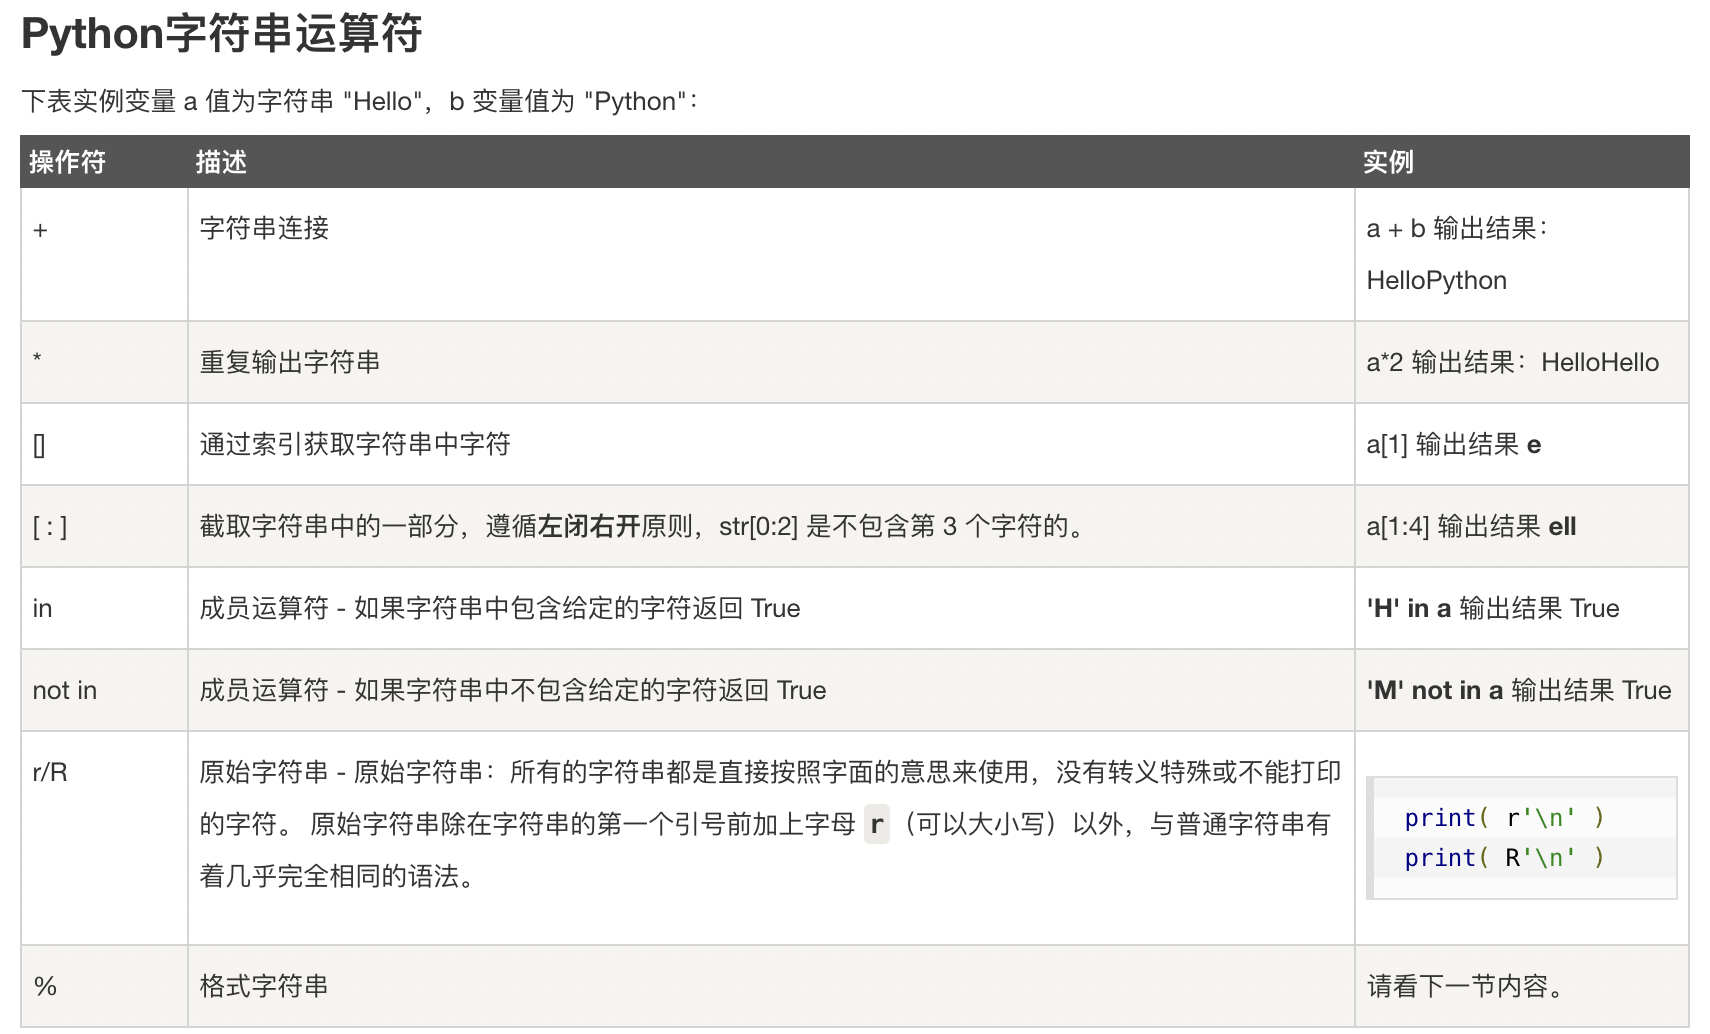 Python字符串运算符
下表实例变量 a 值为字符串 "Hello"，b 变量值为 "Python"：
操作符 描述 实例
+ 字符串连接 a + b 输出结果：
HelloPython
* 重复输出字符串 a*2 输出结果：HelloHello
[] 通过索引获取字符串中字符 a[1] 输出结果 e
[ : ] 截取字符串中的一部分，遵循左闭右开原则，str[0:2] 是不包含第 3 个字符的。 a[1:4] 输出结果 ell
in 成员运算符 - 如果字符串中包含给定的字符返回 True 'H' in a 输出结果 True
not in 成员运算符 - 如果字符串中不包含给定的字符返回 True 'M' not in a 输出结果 True
r/R 原始字符串 - 原始字符串：所有的字符串都是直接按照字面的意思来使用，没有转义特殊或不能打印
的字符。 原始字符串除在字符串的第一个引号前加上字母 r（可以大小写）以外，与普通字符串有
着几乎完全相同的语法。
print( r'\n' )
print( R'\n' )
% 格式字符串 请看下一节内容。